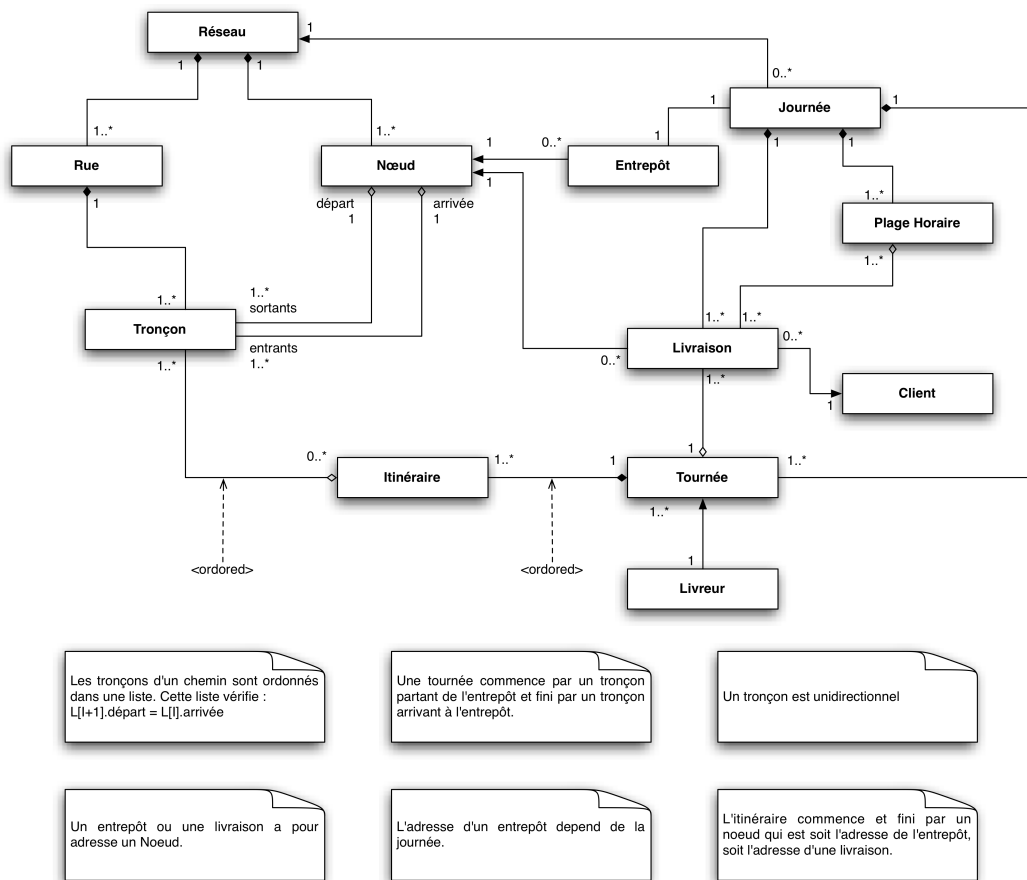 Réseau
1
1
1
0..*
Journée
1
1
1
1..*
1..*
Rue
1
Nœud
1
0..*
1
Entrepôt
1
1
départ
1
arrivée
1
1..*
Plage Horaire
1..*
1..*
sortants
1..*
Tronçon
1..*
entrants
1..*
1..*
1..*
Livraison
0..*
0..*
1..*
Client
1
0..*
Itinéraire
1..*
1
1
Tournée
1..*
1..*
<ordored>
<ordored>
1
Livreur
Les tronçons d'un chemin sont ordonnés
dans une liste. Cette liste vérifie :
L[I+1].départ = L[I].arrivée
Une tournée commence par un tronçon
partant de l'entrepôt et fini par un tronçon
arrivant à l'entrepôt.
Un tronçon est unidirectionnel
Un entrepôt ou une livraison a pour
adresse un Noeud.
L'adresse d'un entrepôt depend de la
journée.
L'itinéraire commence et fini par un
noeud qui est soit l'adresse de l'entrepôt,
soit l'adresse d'une livraison.